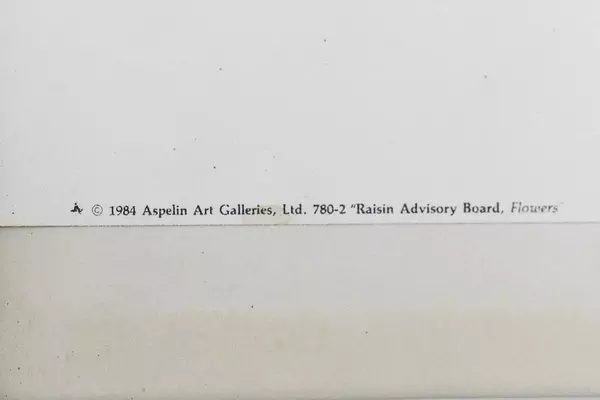 © 1984 Aspelin Art Galleries, Ltd. 780-2 "Raisin Advisory Board, Flowers"